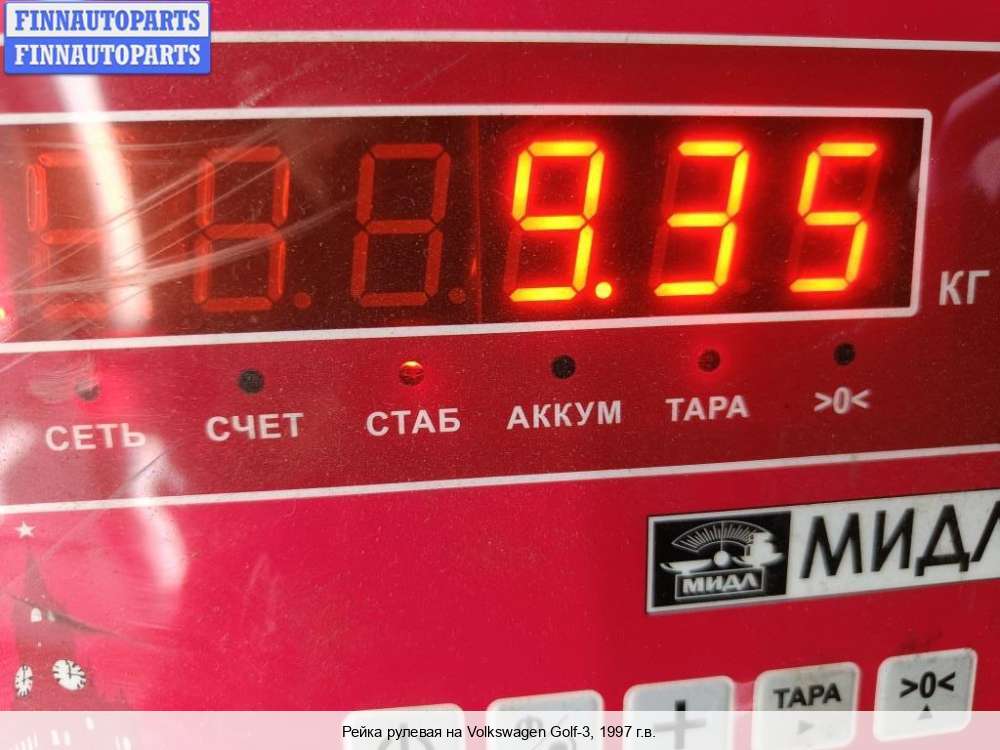 FINNAUTOPARTS
FINNAUTOPARTS
9.35
КГ
СЕТЬ СЧЕТ СТАБ АККУМ ТАРА >0<
МИДЛ МИДЛ
+ ТАРА >0<
Рейка рулевая на Volkswagen Golf-3, 1997 г.в.